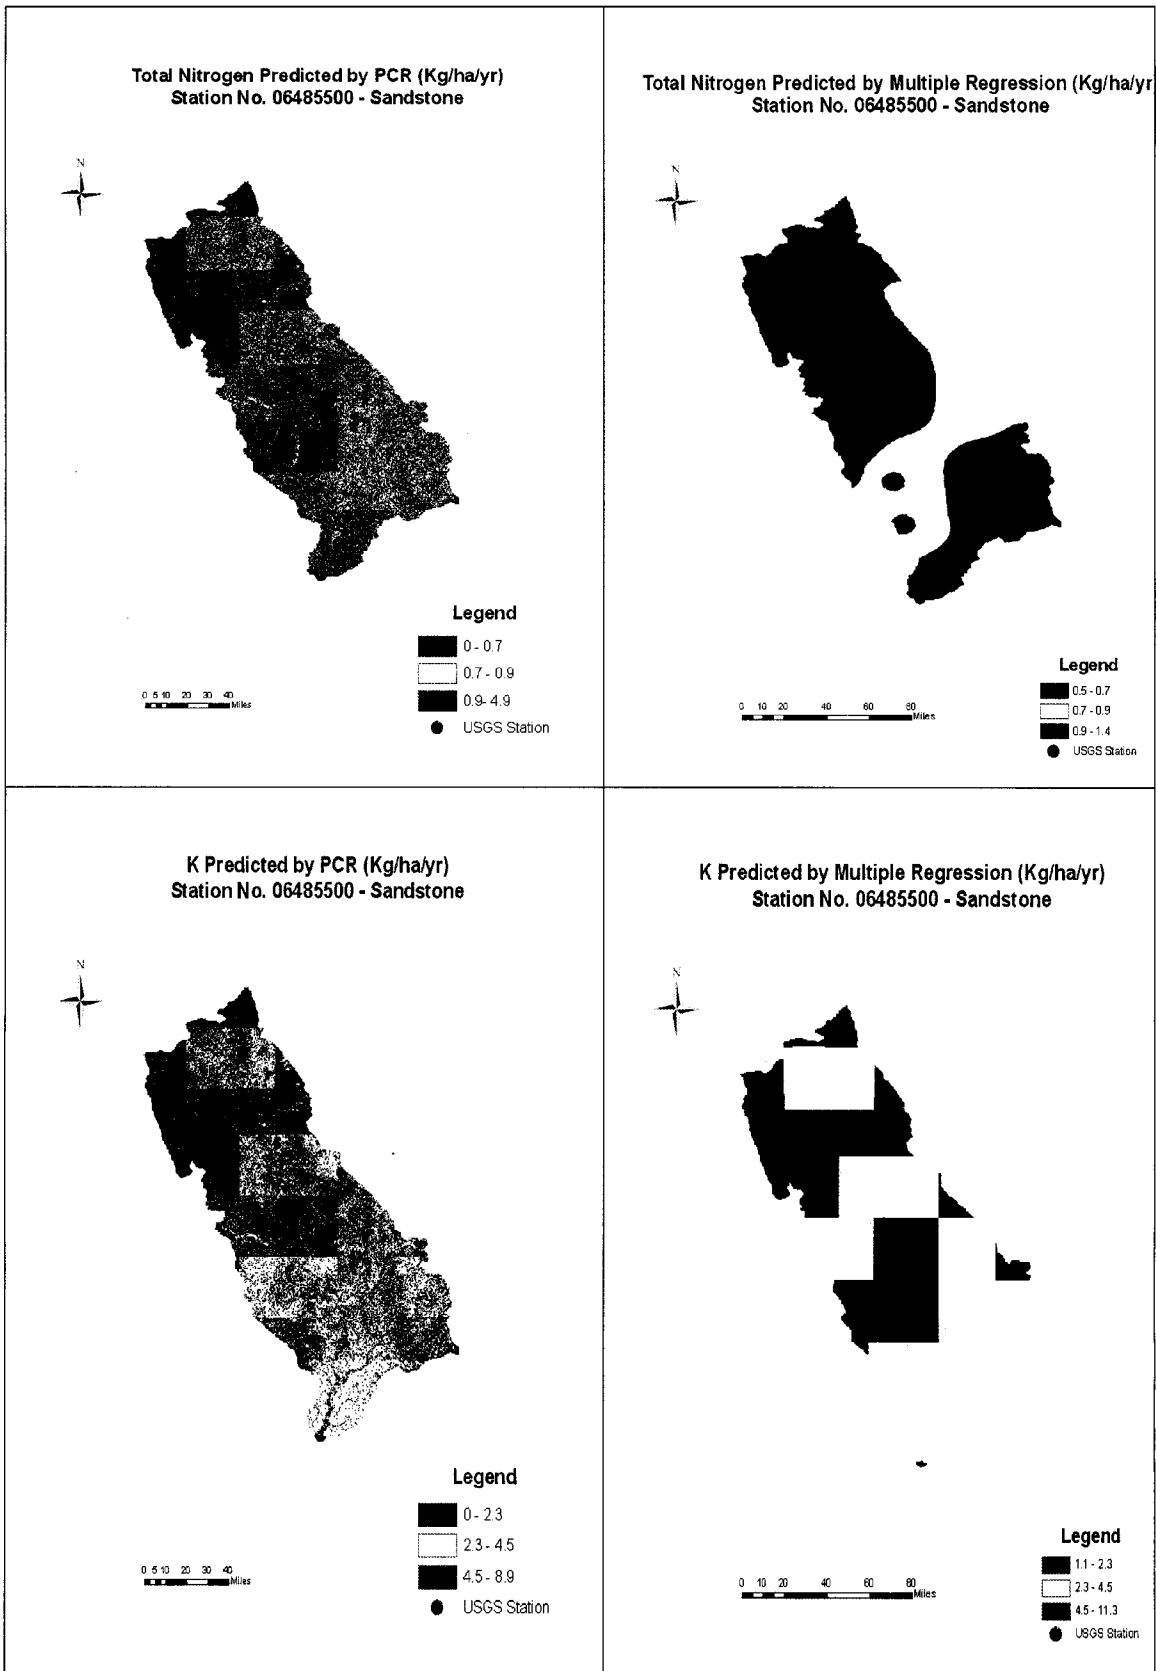 Total Nitrogen Predicted by PCR (Kg/ha/yr)
Station No. 06485500 - Sandstone
N
Legend
0 - 0.7
0.7 - 0.9
0.9- 4.9
USGS Station
0 5 10 20 30 40
Miles
Total Nitrogen Predicted by Multiple Regression (Kg/ha/yr
Station No. 06485500 - Sandstone
N
Legend
0.5 - 0.7
0.7 - 0.9
0.9 - 1.4
USGS Station
0 10 20 40 60 80
Miles
K Predicted by PCR (Kg/ha/yr)
Station No. 06485500 - Sandstone
N
Legend
0 - 2.3
2.3 - 4.5
4.5 - 8.9
USGS Station
0 5 10 20 30 40
Miles
K Predicted by Multiple Regression (Kg/ha/yr)
Station No. 06485500 - Sandstone
N
Legend
1.1 - 2.3
2.3 - 4.5
4.5 - 11.3
USGS Station
0 10 20 40 60 80
Miles